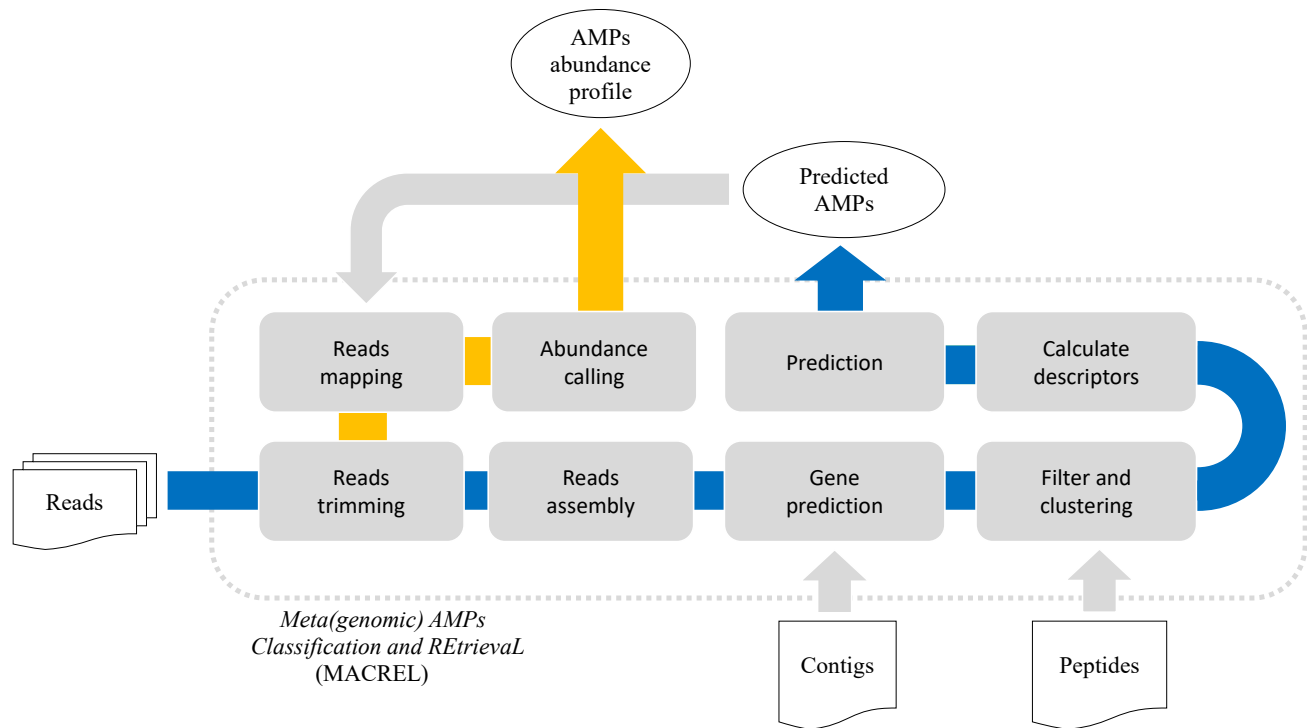 AMPs
abundance
profile
Predicted
AMPs
Reads
mapping
Abundance
calling
Prediction
Calculate
descriptors
Reads
Reads
trimming
Reads
assembly
Gene
prediction
Filter and
clustering
Meta(genomic) AMPs
Classification and REtrievaL
(MACREL)
Contigs
Peptides